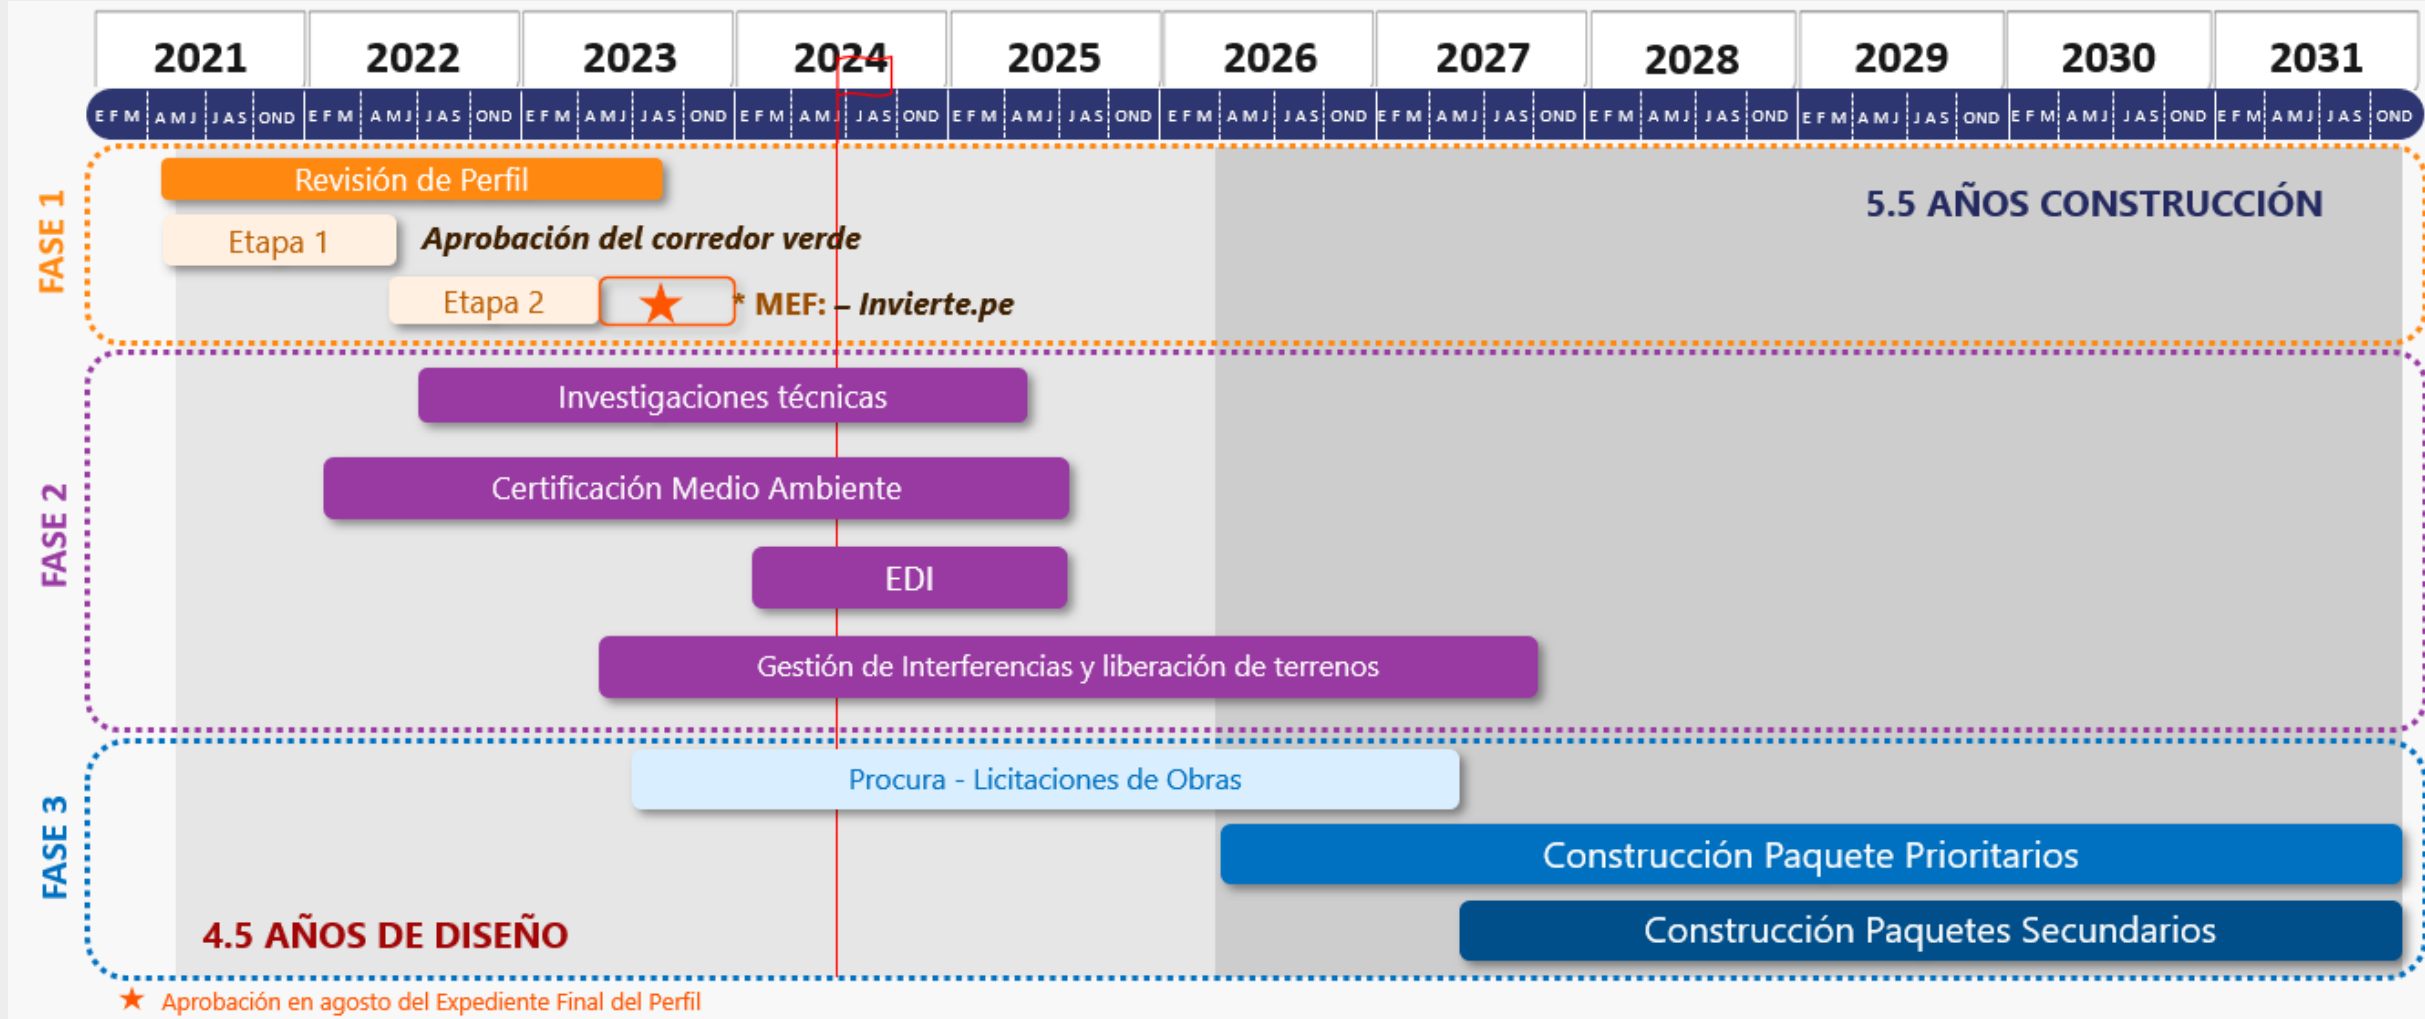 2021 2022 2023 2024 2025 2026 2027 2028 2029 2030 2031
E F M A M J J A S OND E F M A M J J A S OND E F M A M J J A S OND E F M A M J J A S OND E F M A M J J A S OND E F M A M J J A S OND E F M A M J J A S OND E F M A M J J A S OND E F M A M J J A S OND E F M A M J J A S OND E F M A M J J A S OND
FASE 1
Revisión de Perfil
5.5 AÑOS CONSTRUCCIÓN
Etapa 1
Aprobación del corredor verde
Etapa 2
* MEF: – Invierte.pe
FASE 2
Investigaciones técnicas
Certificación Medio Ambiente
EDI
Gestión de Interferencias y liberación de terrenos
FASE 3
Procura - Licitaciones de Obras
Construcción Paquete Prioritarios
Construcción Paquetes Secundarios
4.5 AÑOS DE DISEÑO
Aprobación en agosto del Expediente Final del Perfil